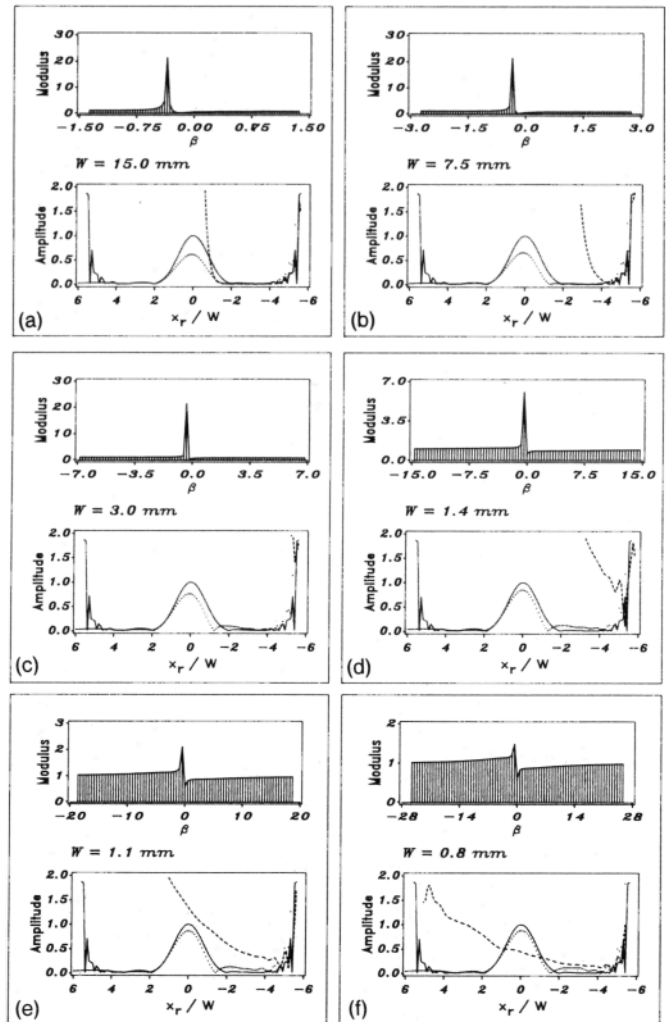 30
20
10
0
Modulus
-1.50 -0.75 0.00 0.75 1.50
β
W = 15.0 mm
2.0
1.5
1.0
0.5
0.0
Amplitude
6 4 2 0 -2 -4 -6
x_r / W
(a)
30
20
10
0
Modulus
-3.0 -1.5 0.0 1.5 3.0
β
W = 7.5 mm
2.0
1.5
1.0
0.5
0.0
Amplitude
6 4 2 0 -2 -4 -6
x_r / W
(b)
30
20
10
0
Modulus
-7.0 -3.5 0.0 3.5 7.0
β
W = 3.0 mm
2.0
1.5
1.0
0.5
0.0
Amplitude
6 4 2 0 -2 -4 -6
x_r / W
(c)
7.0
3.5
0.0
Modulus
-15.0 -7.5 0.0 7.5 15.0
β
W = 1.4 mm
2.0
1.5
1.0
0.5
0.0
Amplitude
6 4 2 0 -2 -4 -6
x_r / W
(d)
3
2
1
0
Modulus
-20 -10 0 10 20
β
W = 1.1 mm
2.0
1.5
1.0
0.5
0.0
Amplitude
6 4 2 0 -2 -4 -6
x_r / W
(e)
2
1
0
Modulus
-28 -14 0 14 28
β
W = 0.8 mm
2.0
1.5
1.0
0.5
0.0
Amplitude
6 4 2 0 -2 -4 -6
x_r / W
(f)